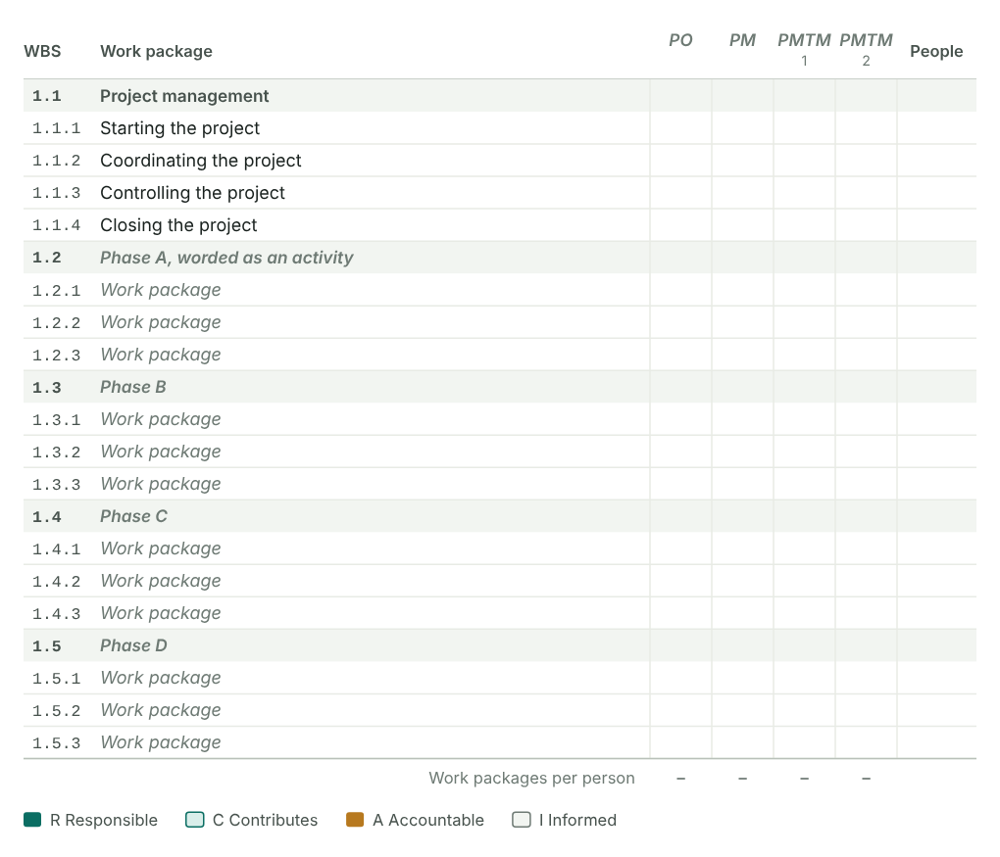 WBS Work package PO PM PMTM 1 PMTM 2 People
1.1 Project management
1.1.1 Starting the project
1.1.2 Coordinating the project
1.1.3 Controlling the project
1.1.4 Closing the project
1.2 Phase A, worded as an activity
1.2.1 Work package
1.2.2 Work package
1.2.3 Work package
1.3 Phase B
1.3.1 Work package
1.3.2 Work package
1.3.3 Work package
1.4 Phase C
1.4.1 Work package
1.4.2 Work package
1.4.3 Work package
1.5 Phase D
1.5.1 Work package
1.5.2 Work package
1.5.3 Work package
Work packages per person – – – –
R Responsible C Contributes A Accountable I Informed